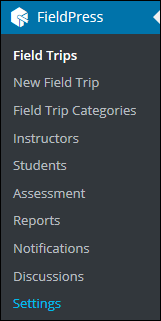 FieldPress
Field Trips
New Field Trip
Field Trip Categories
Instructors
Students
Assessment
Reports
Notifications
Discussions
Settings